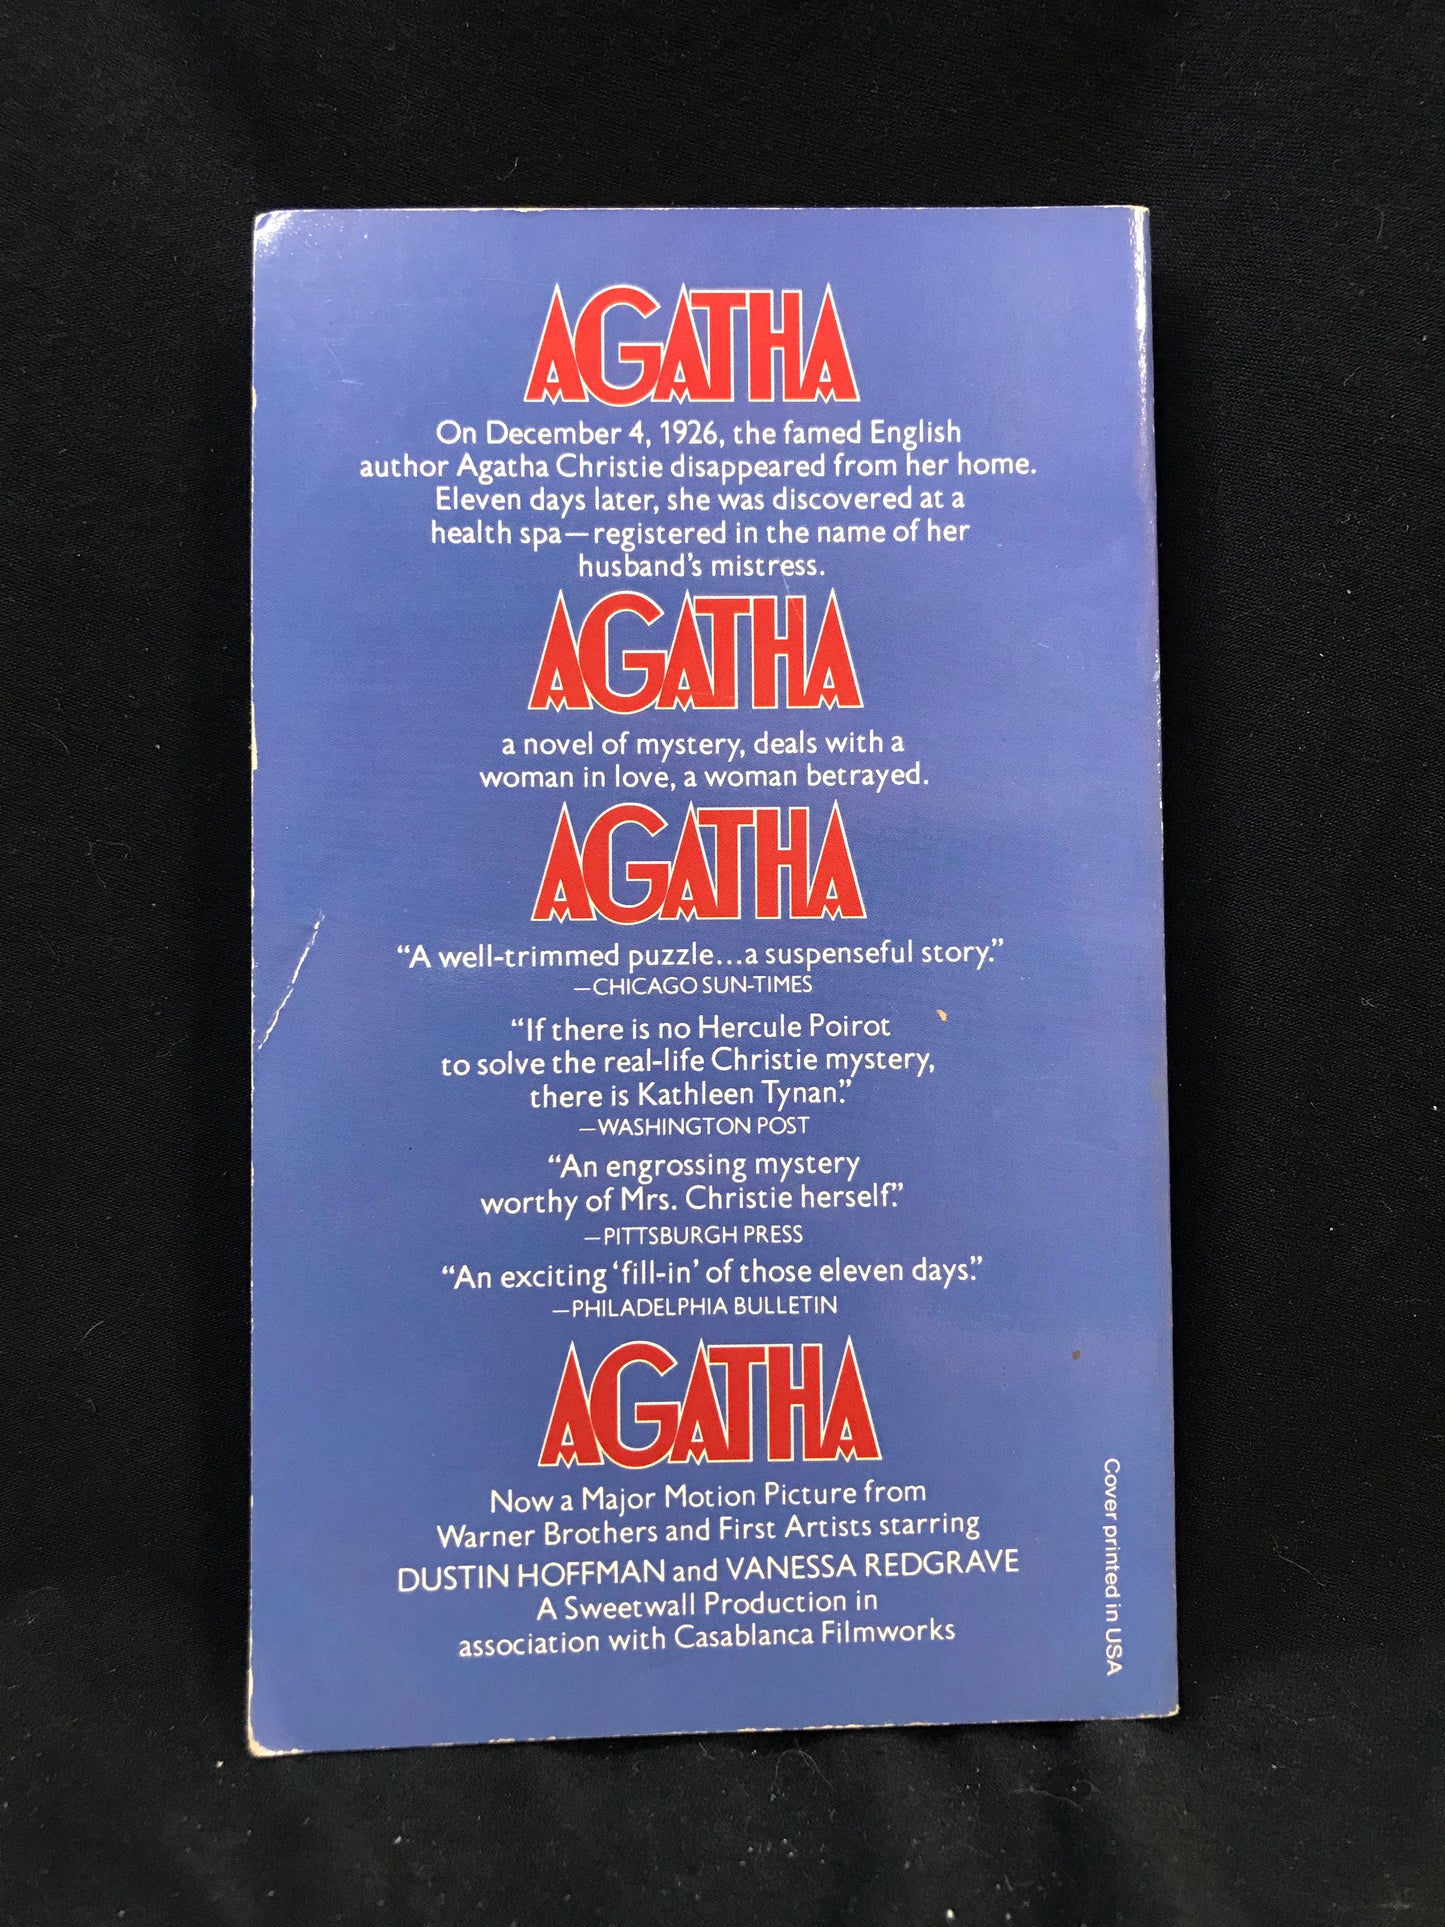 AGATHA
On December 4, 1926, the famed English
author Agatha Christie disappeared from her home.
Eleven days later, she was discovered at a
health spa—registered in the name of her
husband's mistress.
AGATHA
a novel of mystery, deals with a
woman in love, a woman betrayed.
AGATHA
“A well-trimmed puzzle...a suspenseful story.”
—CHICAGO SUN-TIMES
“If there is no Hercule Poirot
to solve the real-life Christie mystery,
there is Kathleen Tynan.”
—WASHINGTON POST
“An engrossing mystery
worthy of Mrs. Christie herself.”
—PITTSBURGH PRESS
“An exciting ‘fill-in’ of those eleven days.”
—PHILADELPHIA BULLETIN
AGATHA
Now a Major Motion Picture from
Warner Brothers and First Artists starring
DUSTIN HOFFMAN and VANESSA REDGRAVE
A Sweetwall Production in
association with Casablanca Filmworks
Cover printed in USA